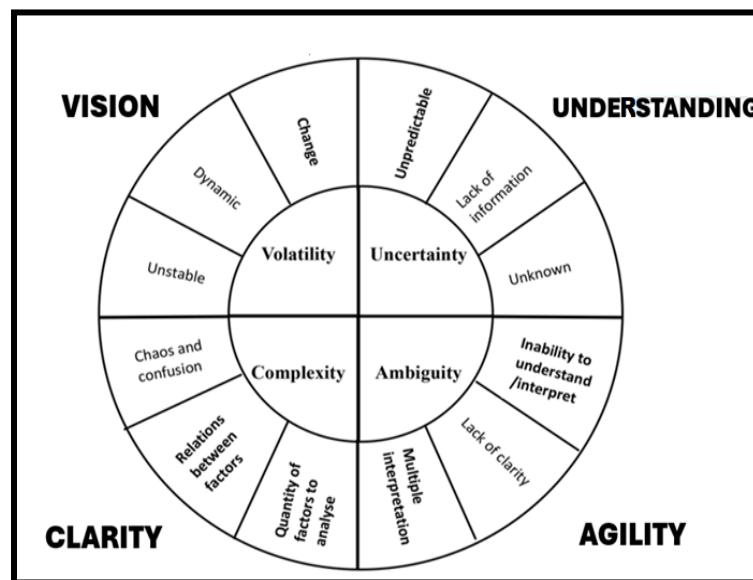 VISION
UNDERSTANDING
Change
Unpredictable
Dynamic
Lack of
information
Unstable
Unknown
Volatility
Uncertainty
Complexity
Ambiguity
Chaos and
confusion
Inability to
understand
/interpret
Relations
between
factors
Lack of clarity
Quantity of
factors to
analyse
Multiple
interpretation
CLARITY
AGILITY